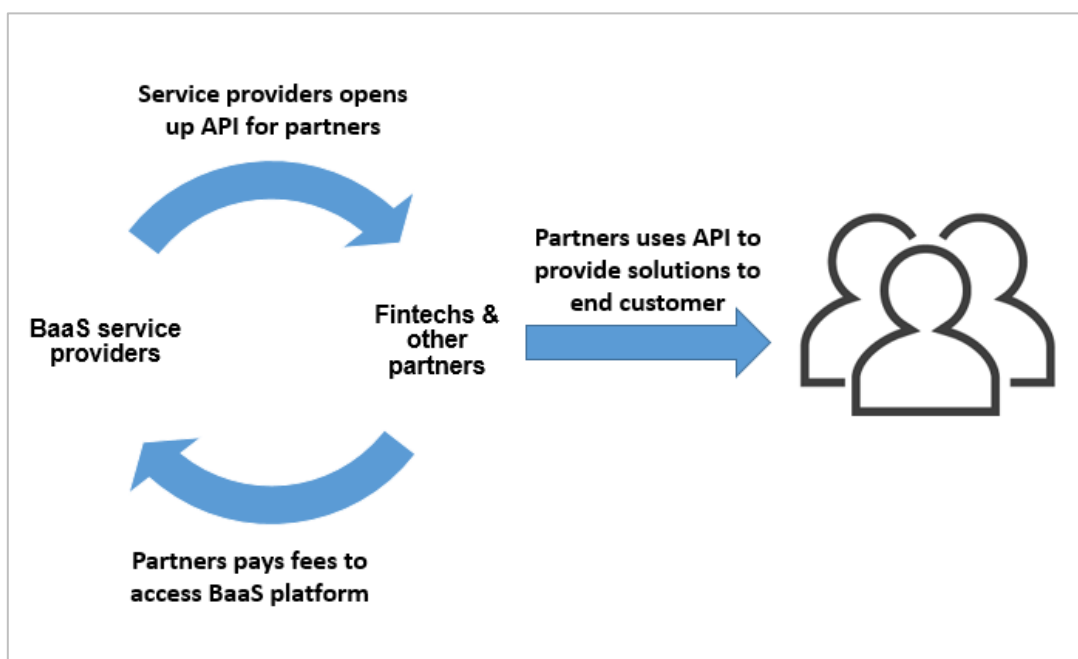 Service providers opens
up API for partners
Partners uses API to
provide solutions to
end customer
BaaS service
providers
Fintechs &
other
partners
Partners pays fees to
access BaaS platform